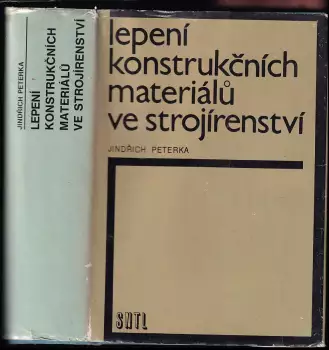 JINDŘICH PETERKA
LEPENÍ
KONSTRUKČNÍCH
MATERIÁLŮ
VE STROJÍRENSTVÍ
lepení
konstrukčních
materiálů
ve strojírenství
JINDŘICH PETERKA
SNTL